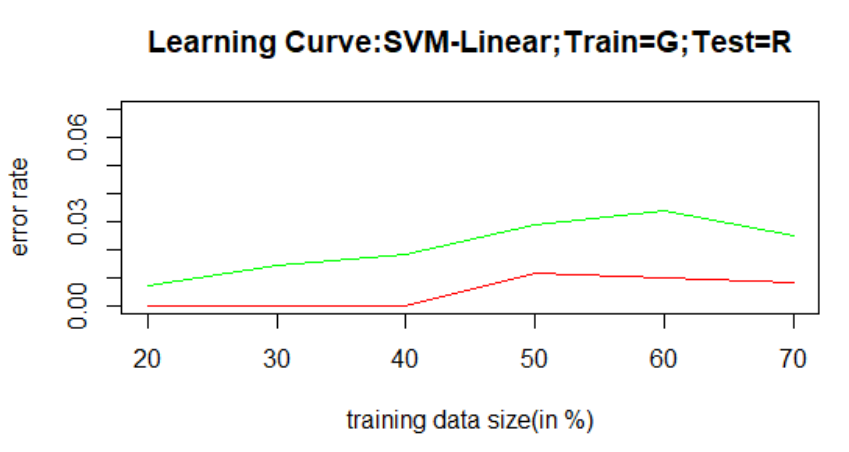 Learning Curve:SVM-Linear;Train=G;Test=R
error rate
0.06
0.03
0.00
20 30 40 50 60 70
training data size(in %)